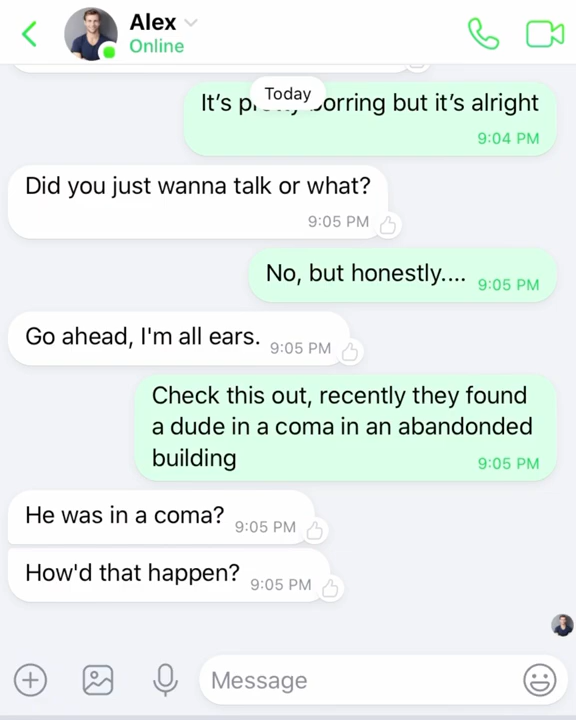 Alex
Online
Today
It's borring but it's alright
9:04 PM
Did you just wanna talk or what?
9:05 PM
No, but honestly....
9:05 PM
Go ahead, I'm all ears.
9:05 PM
Check this out, recently they found
a dude in a coma in an abandonded
building
9:05 PM
He was in a coma?
9:05 PM
How'd that happen?
9:05 PM
Message